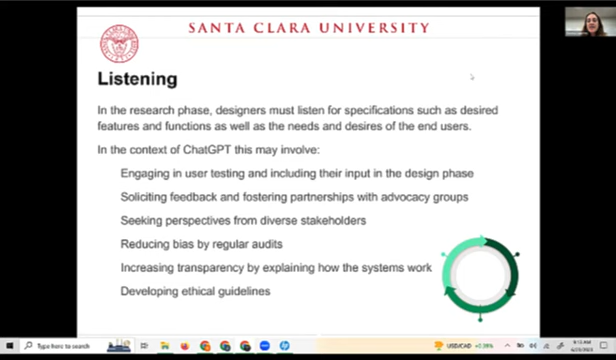 SANTA CLARA UNIVERSITY
Listening
In the research phase, designers must listen for specifications such as desired
features and functions as well as the needs and desires of the end users.
In the context of ChatGPT this may involve:
Engaging in user testing and including their input in the design phase
Soliciting feedback and fostering partnerships with advocacy groups
Seeking perspectives from diverse stakeholders
Reducing bias by regular audits
Increasing transparency by explaining how the systems work
Developing ethical guidelines
Type here to search
USD/CAD